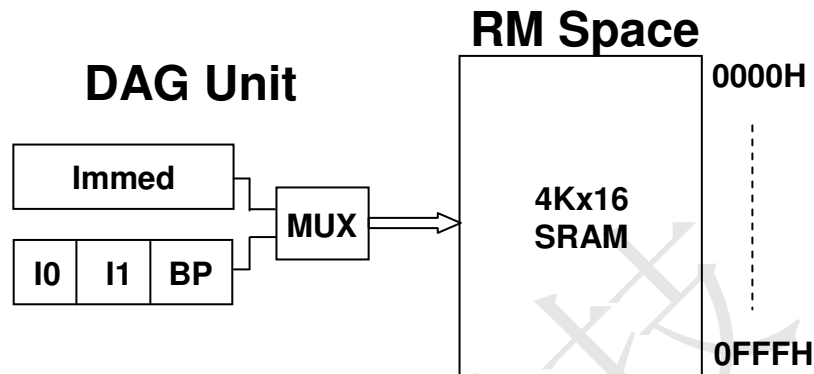 RM Space
DAG Unit
0000H
Immed
MUX
4Kx16
SRAM
I0 I1 BP
0FFFH